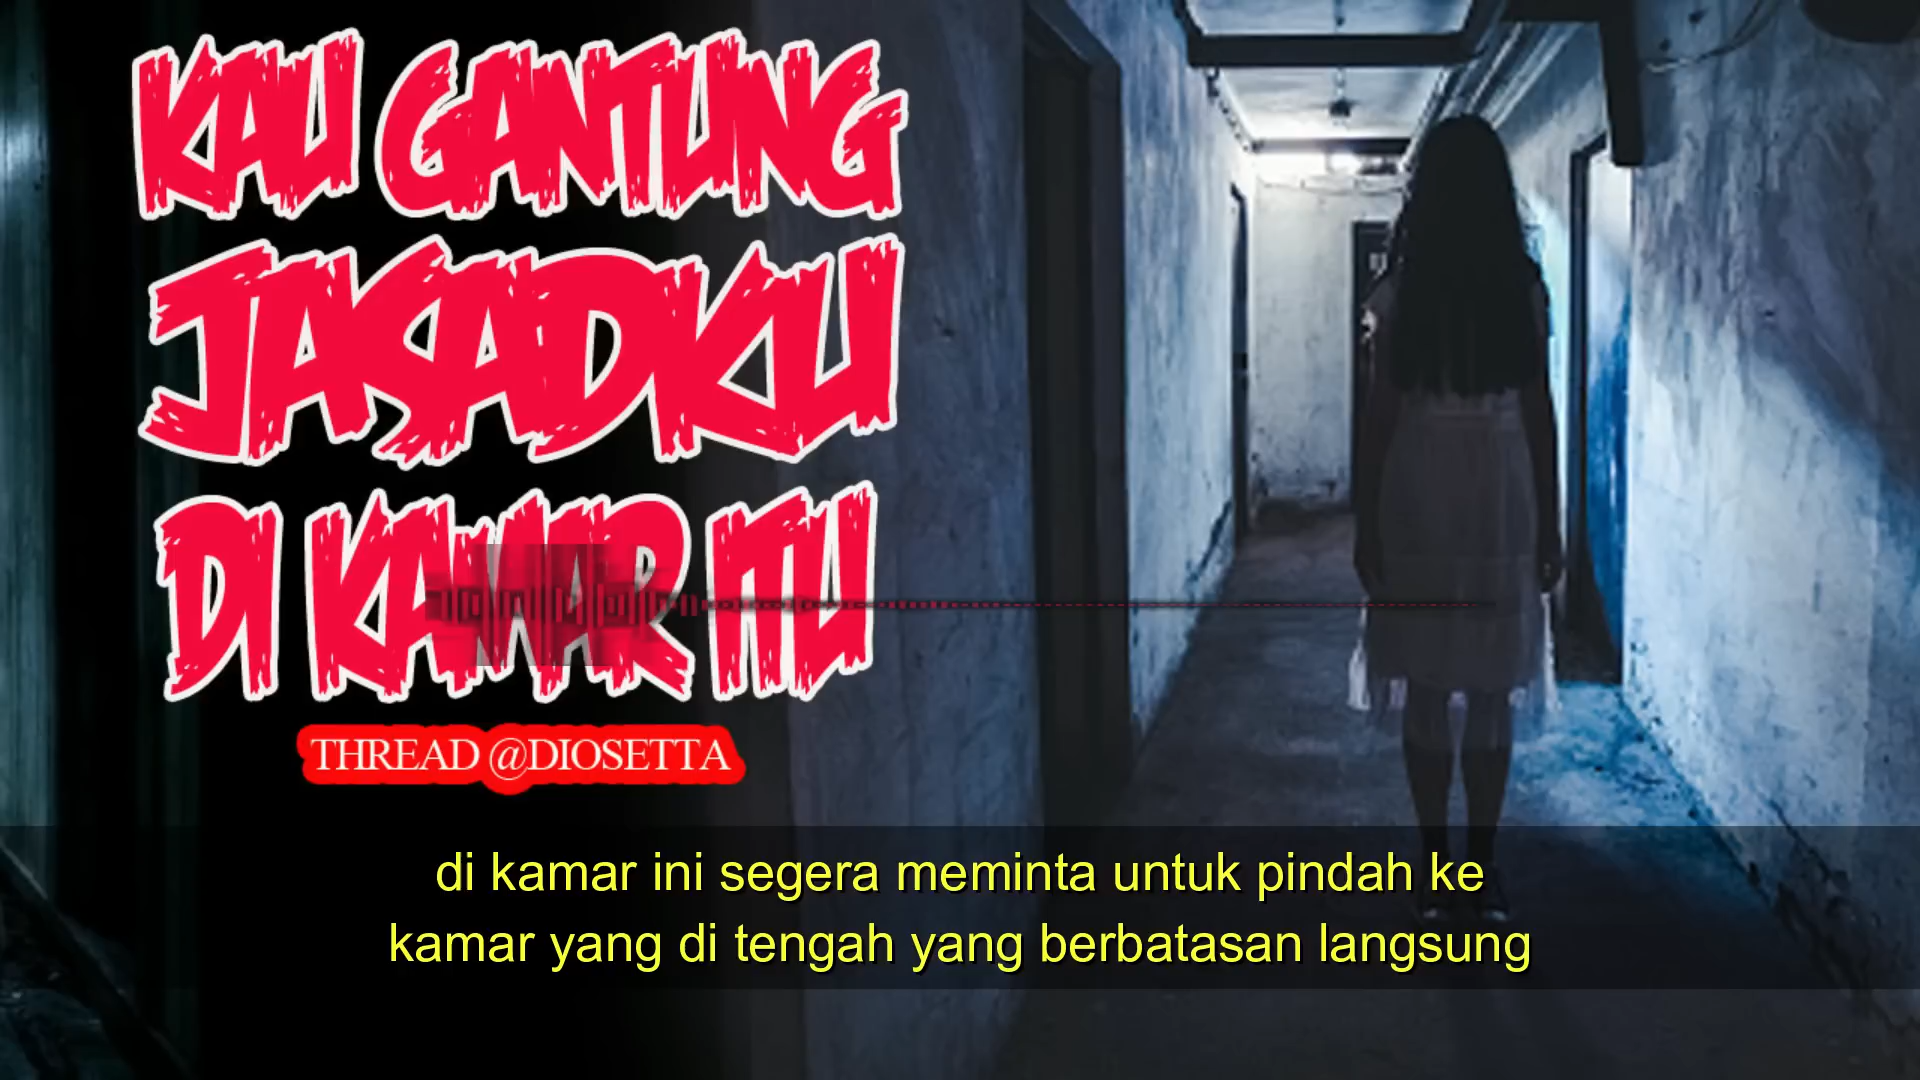 KAU GANTUNG
JASADKU
DI KAMAR ITU
THREAD @DIOSETTA
di kamar ini segera meminta untuk pindah ke
kamar yang di tengah yang berbatasan langsung